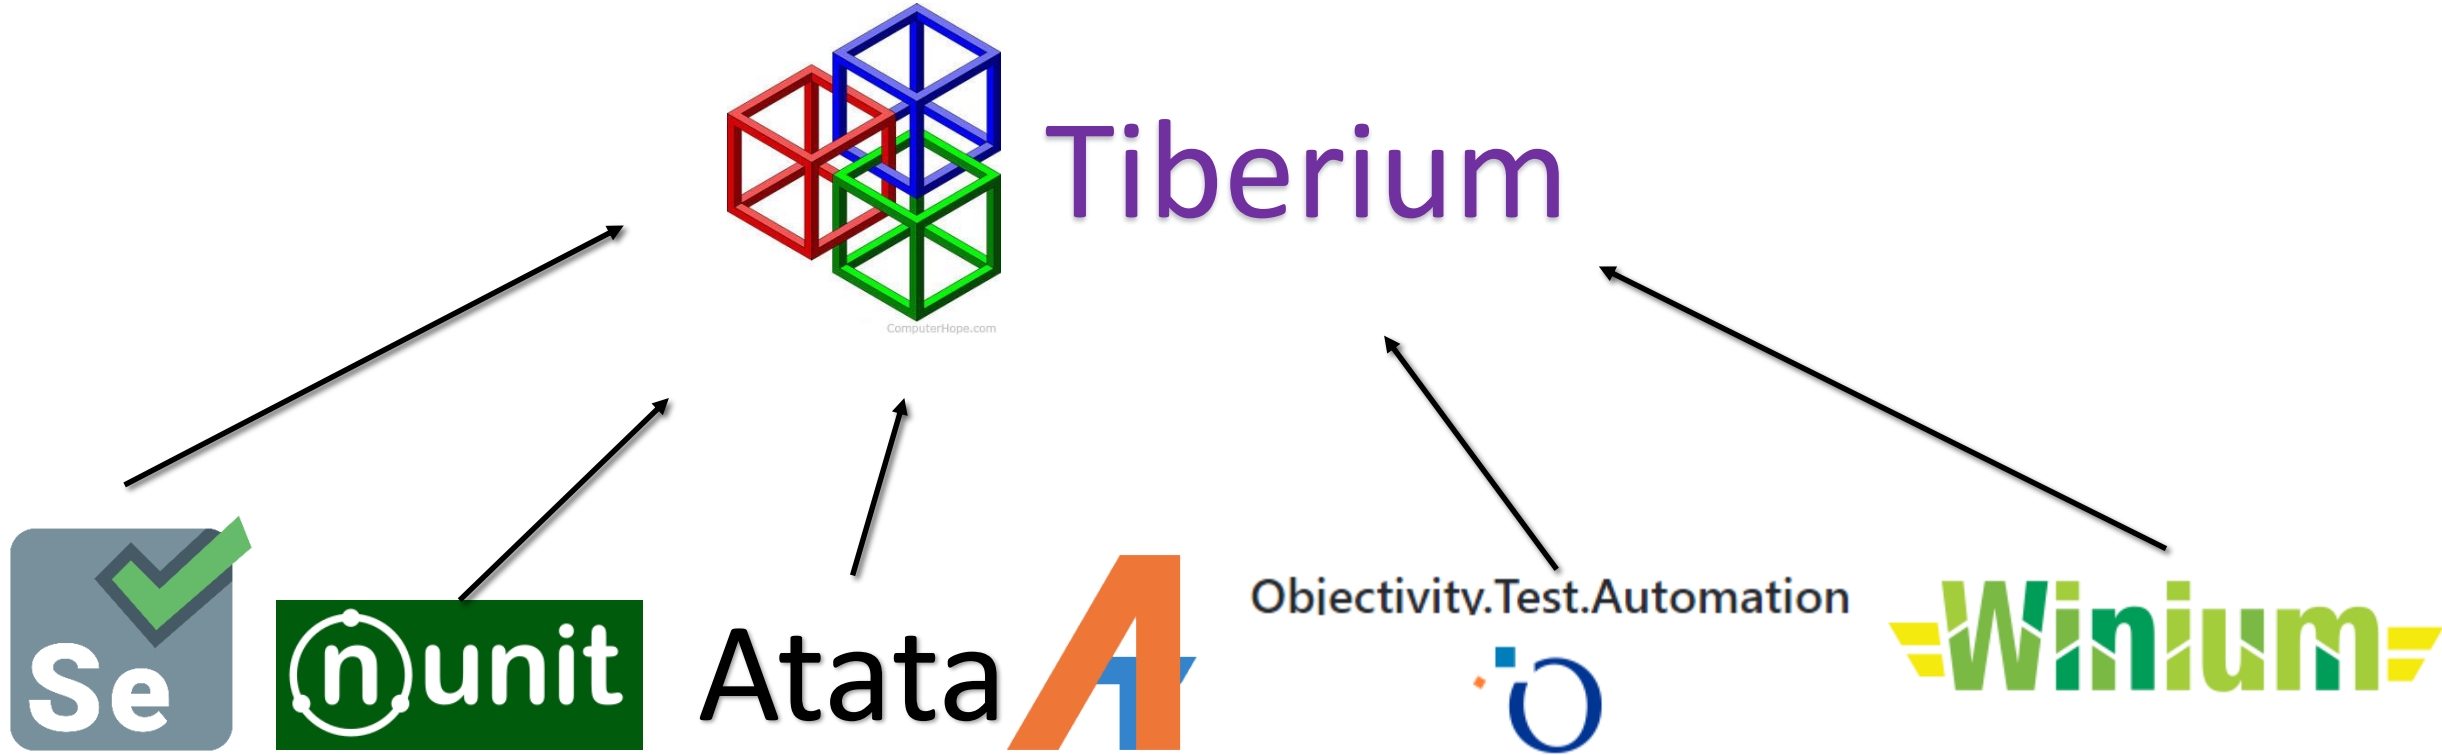 Tiberium
ComputerHope.com
Se
nunit
Atata
Objectivity.Test.Automation
Winium